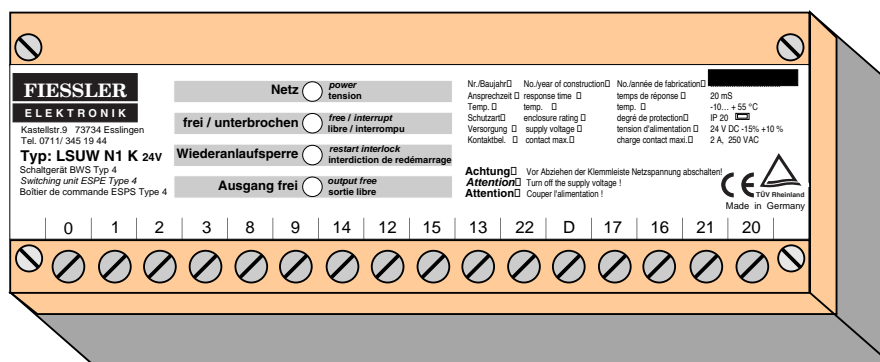 FIESSLER
ELEKTRONIK
Kastellstr.9 73734 Esslingen
Tel. 0711/ 345 19 44
Typ: LSUW N1 K 24V
Schaltgerät BWS Typ 4
Switching unit ESPE Type 4
Boîtier de commande ESPS Type 4
Netz power
tension
frei / unterbrochen free / interrupt
libre / interrompu
Wiederanlaufsperre restart interlock
interdiction de redémarrage
Ausgang frei output free
sortie libre
Nr./Baujahr No./year of construction No./année de fabrication
Ansprechzeit response time temps de réponse 20 mS
Temp. temp. temp. -10... + 55 °C
Schutzart enclosure rating degré de protection IP 20
Versorgung supply voltage tension d'alimentation 24 V DC -15% +10 %
Kontaktbel. contact max. charge contact maxi. 2 A, 250 VAC
Achtung Vor Abziehen der Klemmleiste Netzspannung abschalten!
Attention Turn off the supply voltage !
Attention Couper l'alimentation !
CE
TÜV Rheinland
Made in Germany
0 1 2 3 8 9 14 12 15 13 22 D 17 16 21 20